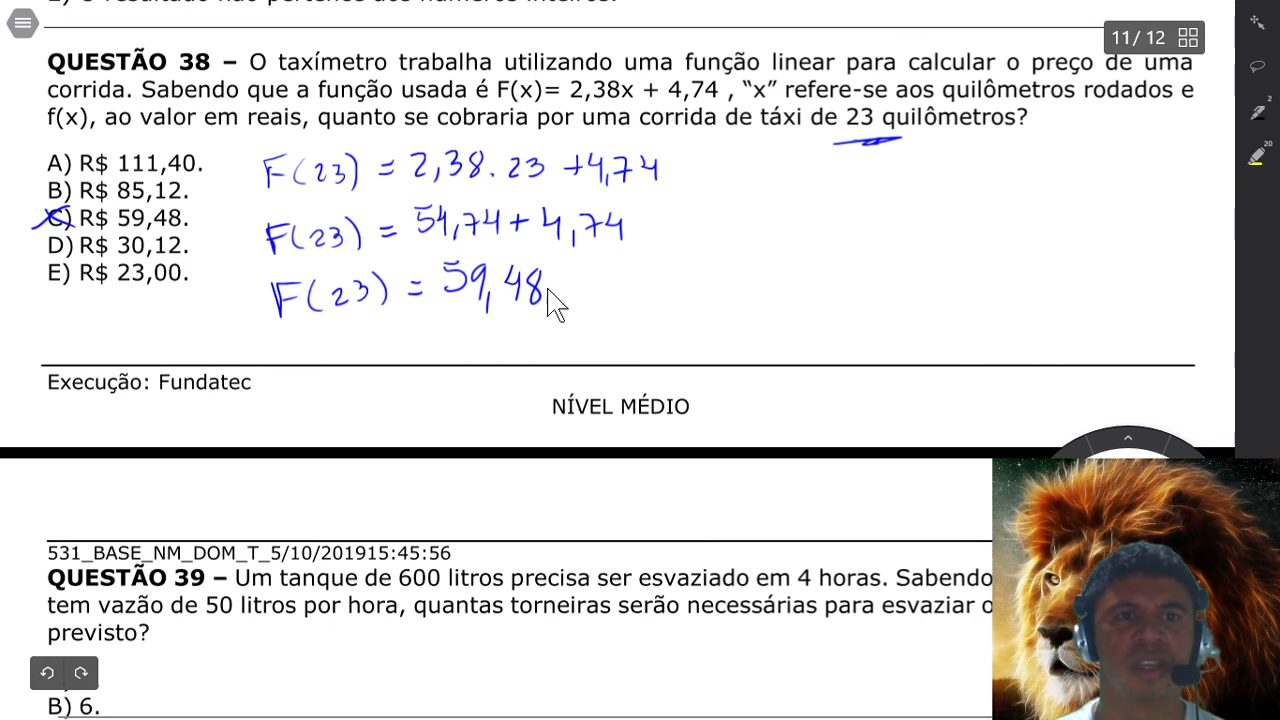 11/ 12
QUESTÃO 38 – O taxímetro trabalha utilizando uma função linear para calcular o preço de uma
corrida. Sabendo que a função usada é F(x)= 2,38x + 4,74 , “x” refere-se aos quilômetros rodados e
f(x), ao valor em reais, quanto se cobraria por uma corrida de táxi de 23 quilômetros?
A) R$ 111,40.
B) R$ 85,12.
C) R$ 59,48.
D) R$ 30,12.
E) R$ 23,00.
F(23) = 2,38.23 +4,74
F(23) = 54,74 + 4,74
F(23) = 59,48
Execução: Fundatec
NÍVEL MÉDIO
531_BASE_NM_DOM_T_5/10/201915:45:56
QUESTÃO 39 – Um tanque de 600 litros precisa ser esvaziado em 4 horas. Sabendo
tem vazão de 50 litros por hora, quantas torneiras serão necessárias para esvaziar o
previsto?
B) 6.
2
20